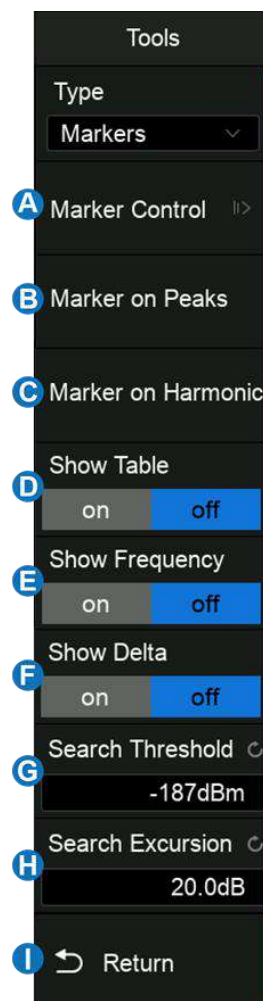 Tools
Type
Markers
A Marker Control
B Marker on Peaks
C Marker on Harmonic
Show Table
D
on off
Show Frequency
E
on off
Show Delta
F
on off
Search Threshold
G
-187dBm
Search Excursion
H
20.0dB
I Return